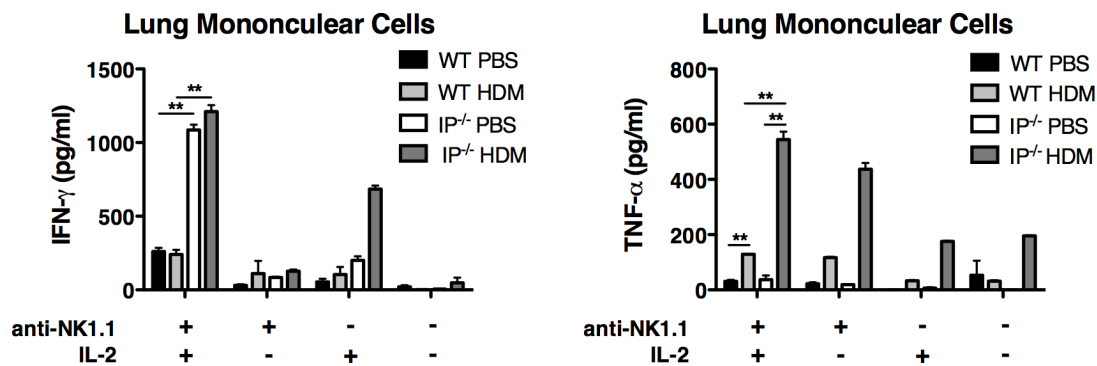 Lung Mononuclear Cells
IFN-γ (pg/ml)
1500
1000
500
0
WT PBS
WT HDM
IP-/- PBS
IP-/- HDM
** **
anti-NK1.1 + + - -
IL-2 + - + -
Lung Mononuclear Cells
TNF-α (pg/ml)
800
600
400
200
0
WT PBS
WT HDM
IP-/- PBS
IP-/- HDM
**
**
**
anti-NK1.1 + + - -
IL-2 + - + -